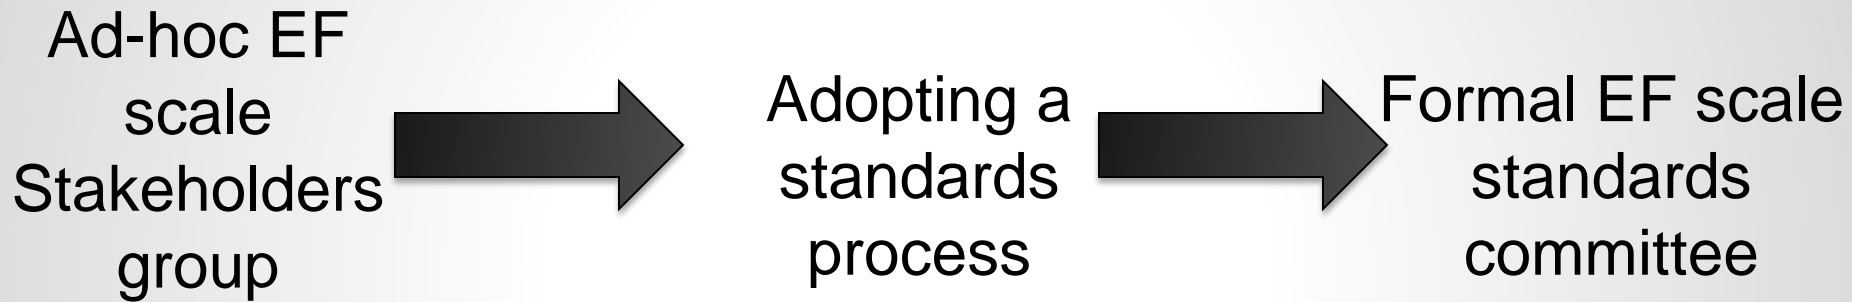 Ad-hoc EF
scale
Stakeholders
group
Adopting a
standards
process
Formal EF scale
standards
committee